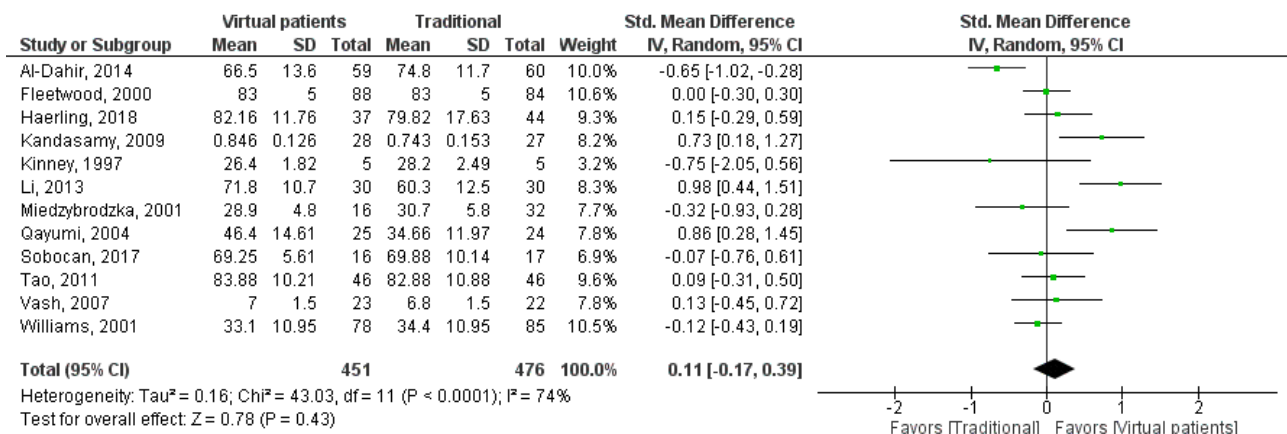 Virtual patients Traditional Std. Mean Difference Std. Mean Difference
Study or Subgroup Mean SD Total Mean SD Total Weight IV, Random, 95% CI IV, Random, 95% CI
Al-Dahir, 2014 66.5 13.6 59 74.8 11.7 60 10.0% -0.65 [-1.02, -0.28]
Fleetwood, 2000 83 5 88 83 5 84 10.6% 0.00 [-0.30, 0.30]
Haerling, 2018 82.16 11.76 37 79.82 17.63 44 9.3% 0.15 [-0.29, 0.59]
Kandasamy, 2009 0.846 0.126 28 0.743 0.153 27 8.2% 0.73 [0.18, 1.27]
Kinney, 1997 26.4 1.82 5 28.2 2.49 5 3.2% -0.75 [-2.05, 0.56]
Li, 2013 71.8 10.7 30 60.3 12.5 30 8.3% 0.98 [0.44, 1.51]
Miedzybrodzka, 2001 28.9 4.8 16 30.7 5.8 32 7.7% -0.32 [-0.93, 0.28]
Qayumi, 2004 46.4 14.61 25 34.66 11.97 24 7.8% 0.86 [0.28, 1.45]
Sobocan, 2017 69.25 5.61 16 69.88 10.14 17 6.9% -0.07 [-0.76, 0.61]
Tao, 2011 83.88 10.21 46 82.88 10.88 46 9.6% 0.09 [-0.31, 0.50]
Vash, 2007 7 1.5 23 6.8 1.5 22 7.8% 0.13 [-0.45, 0.72]
Williams, 2001 33.1 10.95 78 34.4 10.95 85 10.5% -0.12 [-0.43, 0.19]
Total (95% CI) 451 476 100.0% 0.11 [-0.17, 0.39]
Heterogeneity: Tau² = 0.16; Chi² = 43.03, df = 11 (P < 0.0001); I² = 74%
Test for overall effect: Z = 0.78 (P = 0.43)
-2 -1 0 1 2
Favors [Traditional] Favors [Virtual patients]